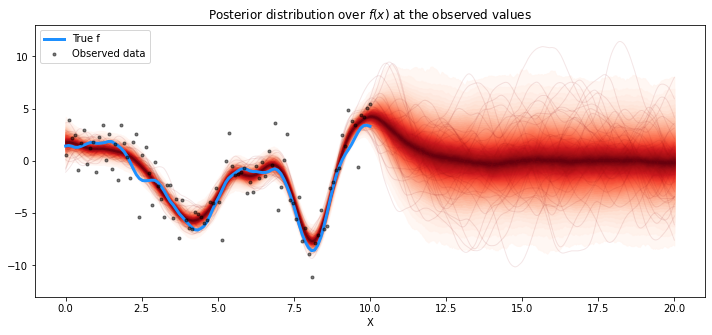 Posterior distribution over f(x) at the observed values
True f
Observed data
10
5
0
−5
−10
0.0 2.5 5.0 7.5 10.0 12.5 15.0 17.5 20.0
X